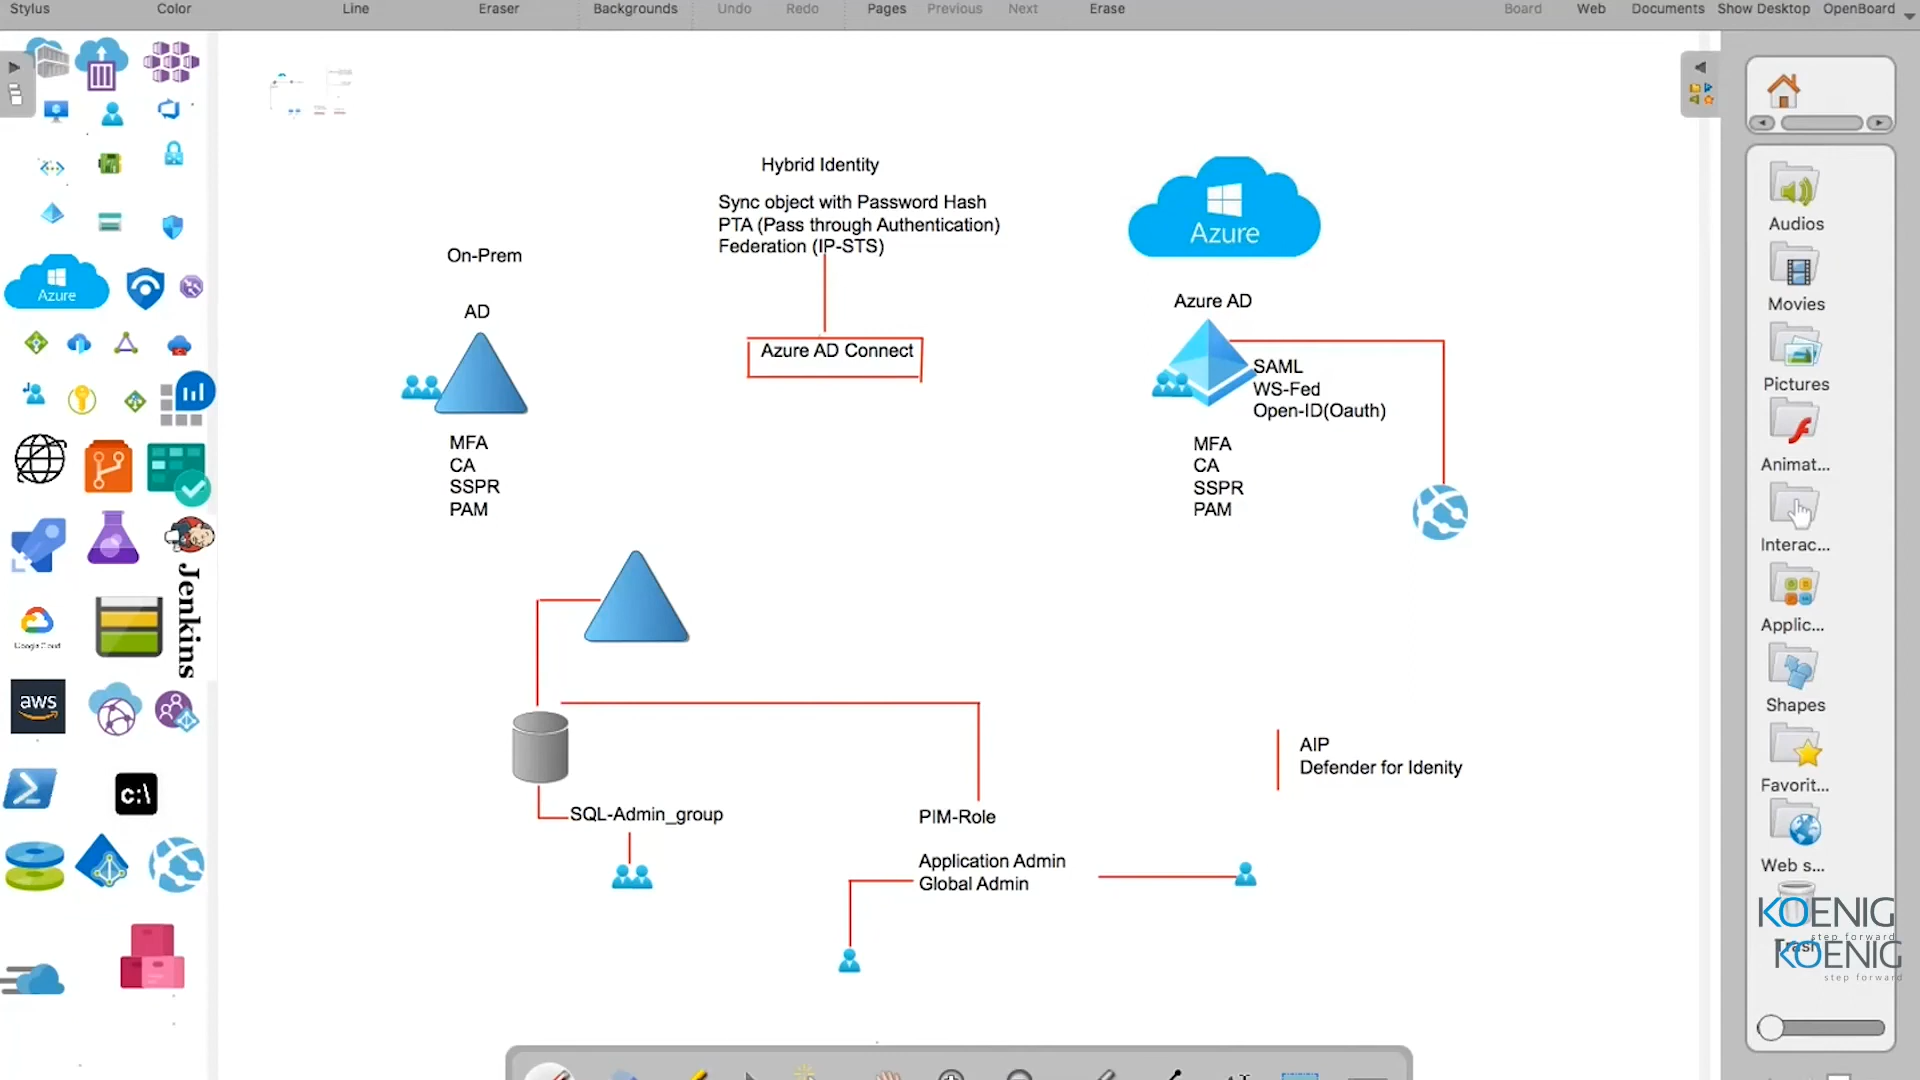 Stylus
Color
Line
Eraser
Backgrounds
Undo
Redo
Pages
Previous
Next
Erase
Board
Web
Documents
Show Desktop
OpenBoard
Hybrid Identity
Sync object with Password Hash
PTA (Pass through Authentication)
Federation (IP-STS)
Azure
On-Prem
AD
Azure AD
Azure AD Connect
SAML
WS-Fed
Open-ID(Oauth)
MFA
CA
SSPR
PAM
MFA
CA
SSPR
PAM
SQL-Admin_group
PIM-Role
Application Admin
Global Admin
AIP
Defender for Idenity
Azure
Jenkins
Google Cloud
aws
c:\
Audios
Movies
Pictures
Animat...
Interac...
Applic...
Shapes
Favorit...
Web s...
Trash
KOENIG
step forward
KOENIG
step forward